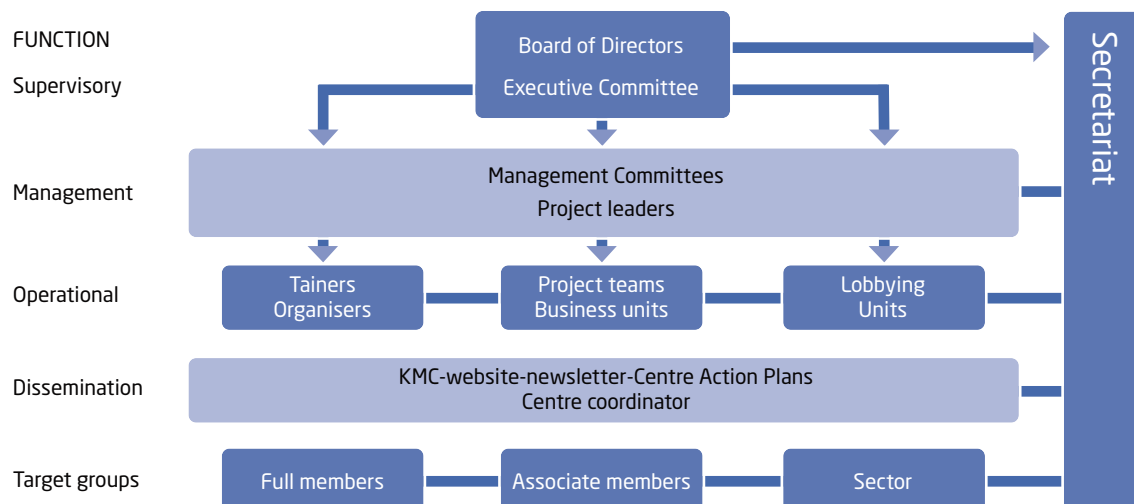 FUNCTION
Board of Directors
Supervisory
Executive Committee
Secretariat
Management
Management Committees
Project leaders
Operational
Tainers
Organisers
Project teams
Business units
Lobbying
Units
Dissemination
KMC-website-newsletter-Centre Action Plans
Centre coordinator
Target groups
Full members
Associate members
Sector